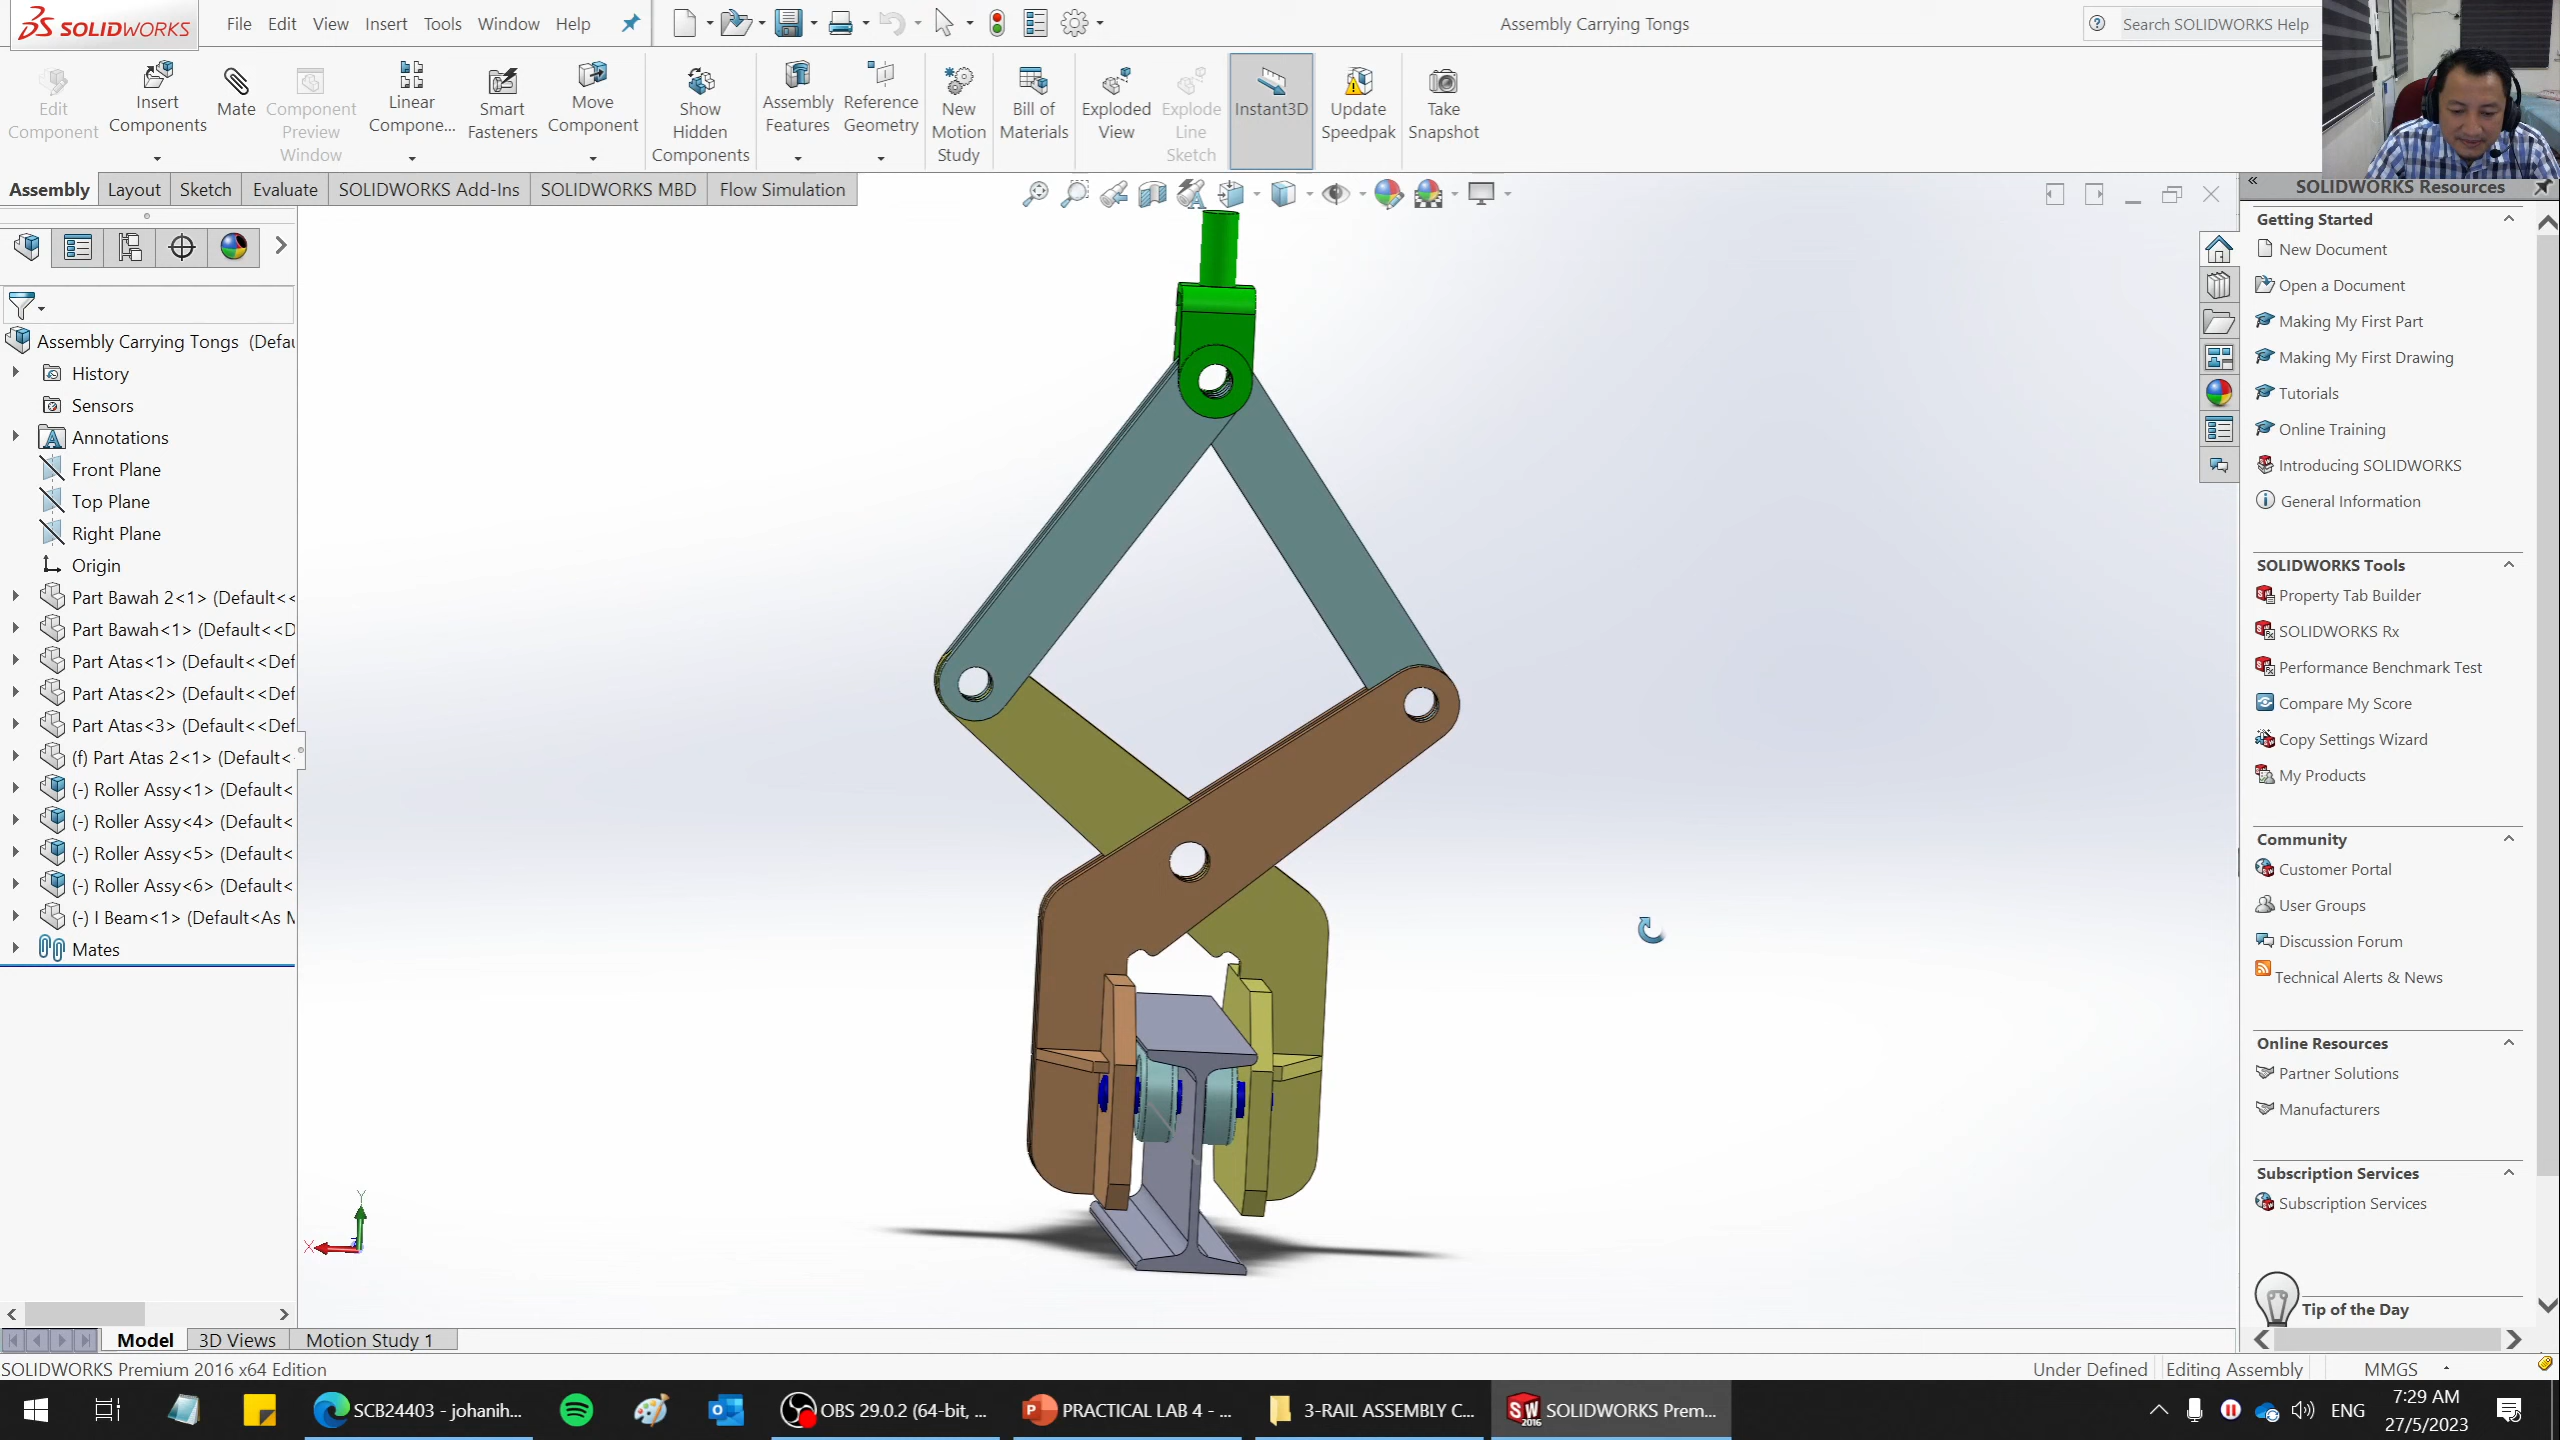 SOLIDWORKS
File Edit View Insert Tools Window Help
Assembly Carrying Tongs
Search SOLIDWORKS Help
Edit Component
Insert Components
Mate
Component Preview Window
Linear Compone...
Smart Fasteners
Move Component
Show Hidden Components
Assembly Features
Reference Geometry
New Motion Study
Bill of Materials
Exploded View
Explode Line Sketch
Instant3D
Update Speedpak
Take Snapshot
Assembly Layout Sketch Evaluate SOLIDWORKS Add-Ins SOLIDWORKS MBD Flow Simulation
Assembly Carrying Tongs (Defau
History
Sensors
Annotations
Front Plane
Top Plane
Right Plane
Origin
Part Bawah 2<1> (Default<<
Part Bawah<1> (Default<<D
Part Atas<1> (Default<<Def
Part Atas<2> (Default<<Def
Part Atas<3> (Default<<Def
(f) Part Atas 2<1> (Default<
(-) Roller Assy<1> (Default<
(-) Roller Assy<4> (Default<
(-) Roller Assy<5> (Default<
(-) Roller Assy<6> (Default<
(-) I Beam<1> (Default<As M
Mates
Y
X
SOLIDWORKS Resources
Getting Started
New Document
Open a Document
Making My First Part
Making My First Drawing
Tutorials
Online Training
Introducing SOLIDWORKS
General Information
SOLIDWORKS Tools
Property Tab Builder
SOLIDWORKS Rx
Performance Benchmark Test
Compare My Score
Copy Settings Wizard
My Products
Community
Customer Portal
User Groups
Discussion Forum
Technical Alerts & News
Online Resources
Partner Solutions
Manufacturers
Subscription Services
Subscription Services
Tip of the Day
Model 3D Views Motion Study 1
SOLIDWORKS Premium 2016 x64 Edition
Under Defined Editing Assembly MMGS
SCB24403 - johanih...
OBS 29.0.2 (64-bit, ...
PRACTICAL LAB 4 - ...
3-RAIL ASSEMBLY C...
SW 2016
SOLIDWORKS Prem...
ENG
7:29 AM
27/5/2023